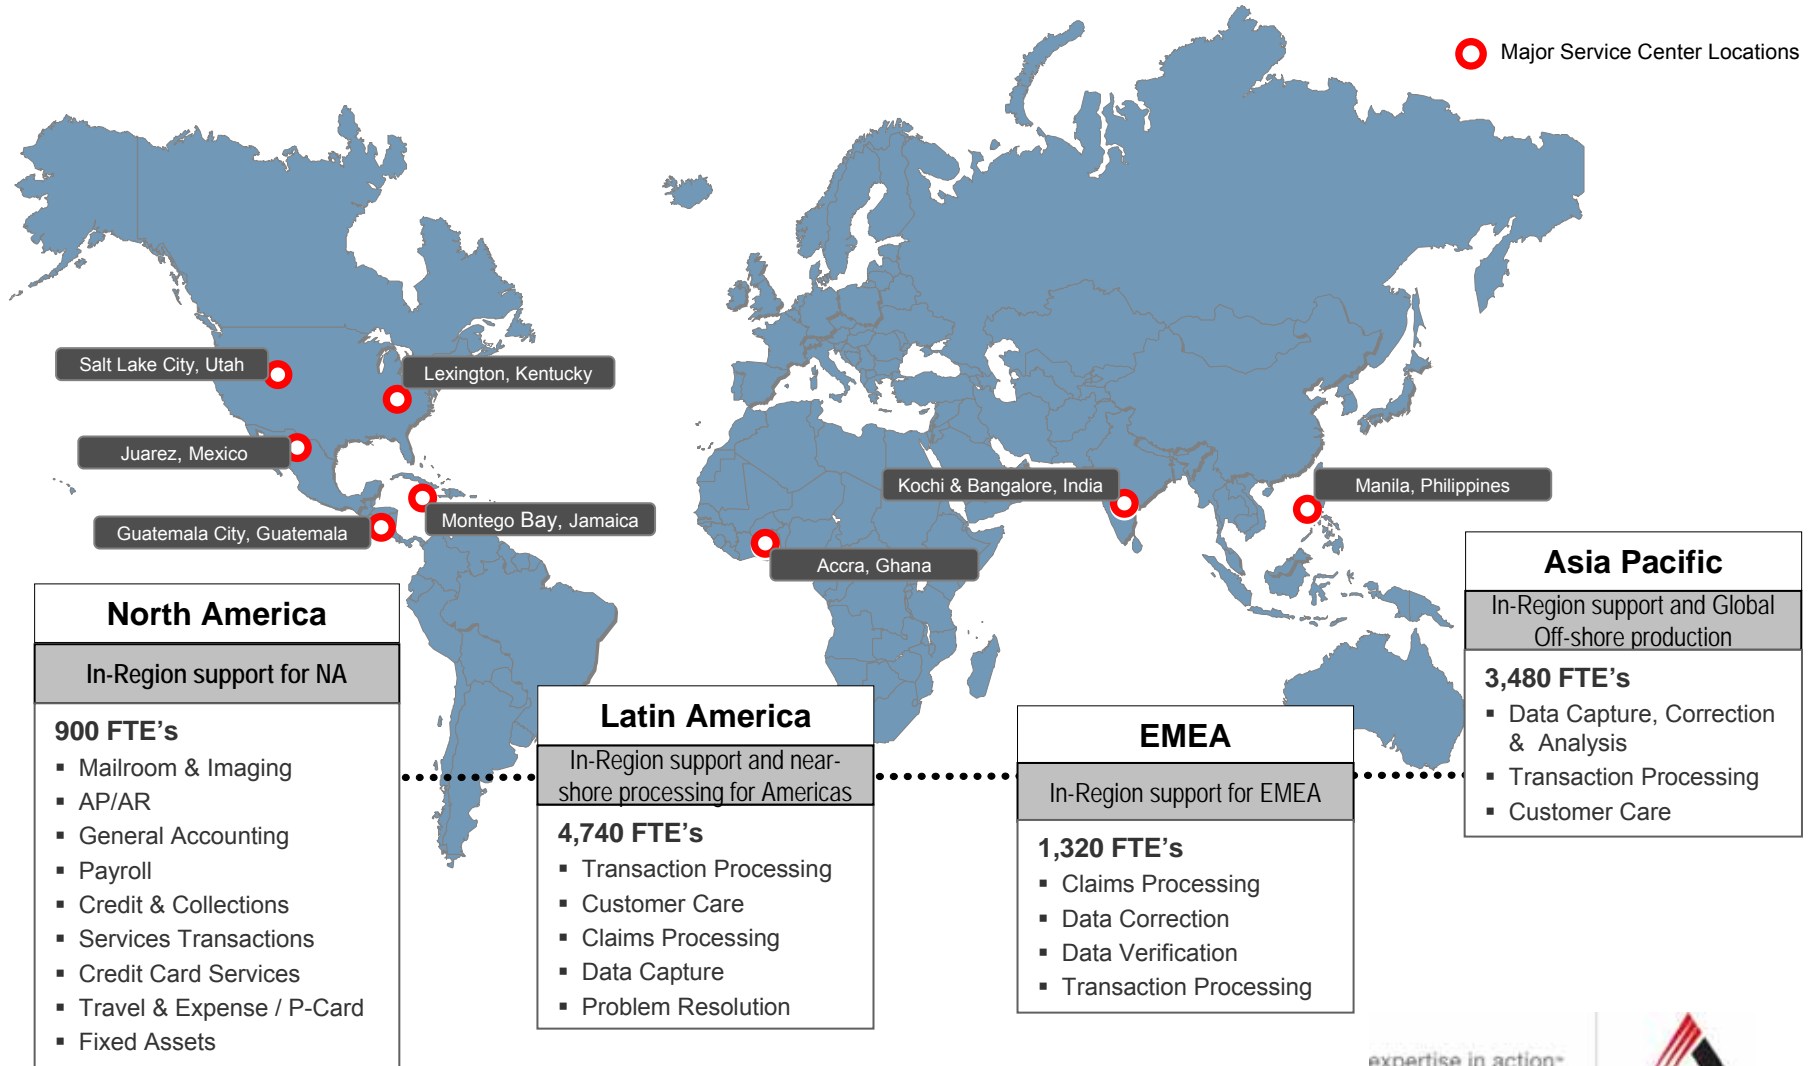 Major Service Center Locations
Salt Lake City, Utah
Lexington, Kentucky
Juarez, Mexico
Kochi & Bangalore, India
Manila, Philippines
Guatemala City, Guatemala
Montego Bay, Jamaica
Accra, Ghana
North America
In-Region support for NA
900 FTE’s
▪ Mailroom & Imaging
▪ AP/AR
▪ General Accounting
▪ Payroll
▪ Credit & Collections
▪ Services Transactions
▪ Credit Card Services
▪ Travel & Expense / P-Card
▪ Fixed Assets
Latin America
In-Region support and near-
shore processing for Americas
4,740 FTE’s
▪ Transaction Processing
▪ Customer Care
▪ Claims Processing
▪ Data Capture
▪ Problem Resolution
EMEA
In-Region support for EMEA
1,320 FTE’s
▪ Claims Processing
▪ Data Correction
▪ Data Verification
▪ Transaction Processing
Asia Pacific
In-Region support and Global
Off-shore production
3,480 FTE’s
▪ Data Capture, Correction
& Analysis
▪ Transaction Processing
▪ Customer Care
expertise in action℠